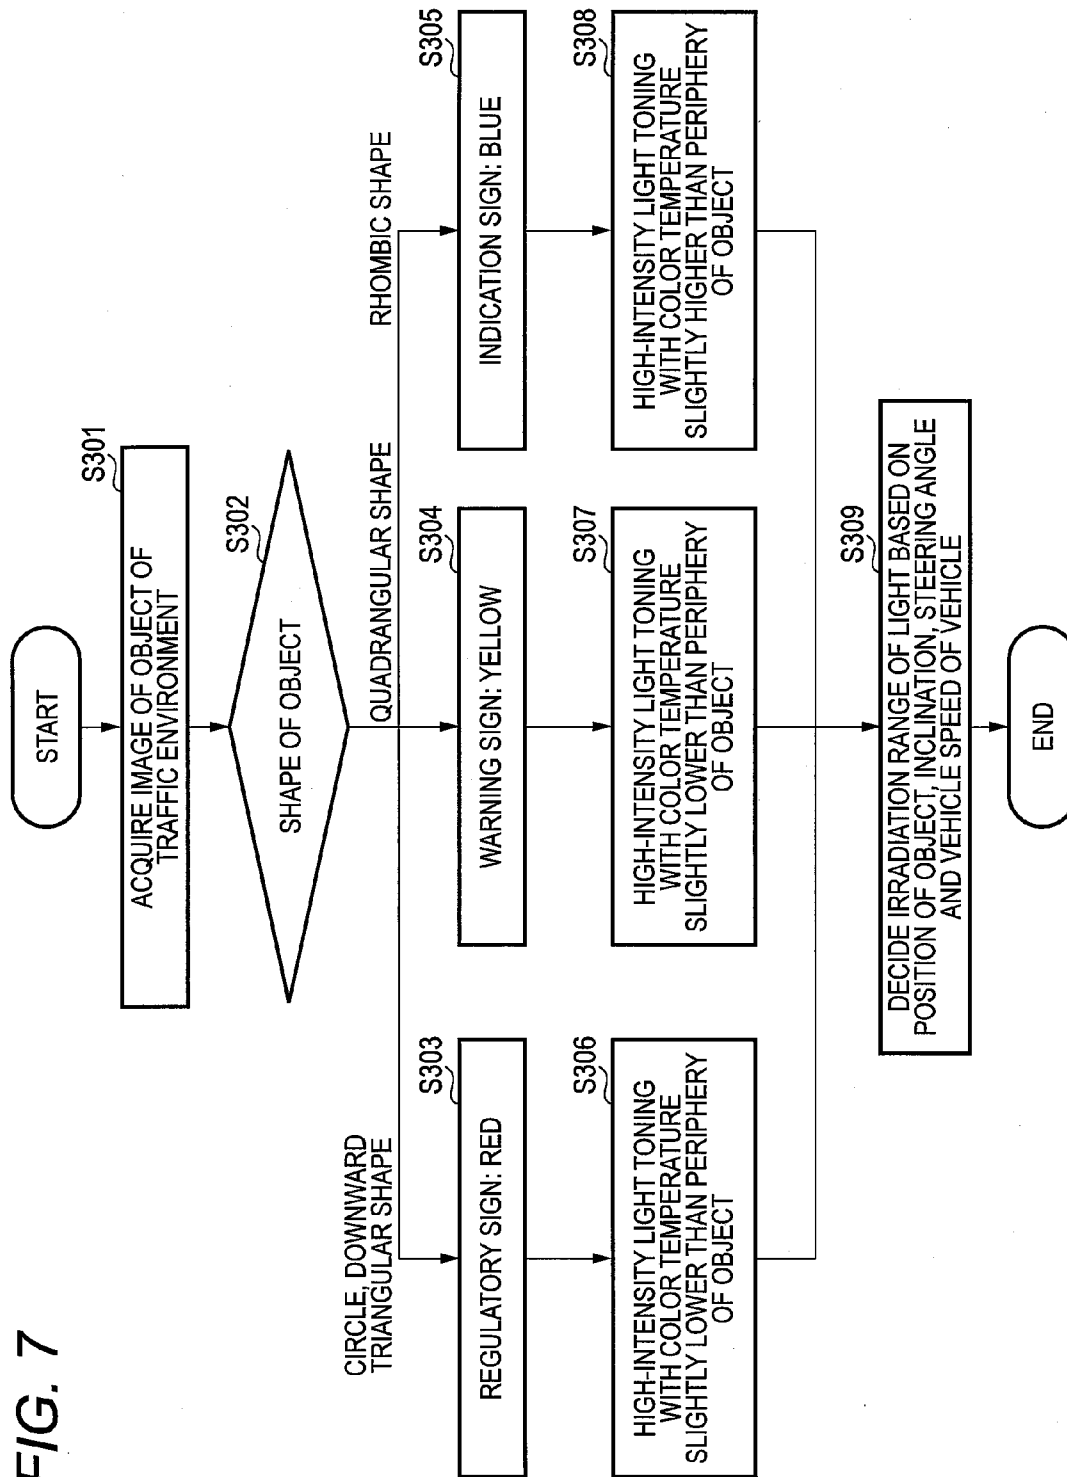 FIG. 7
START
S301
ACQUIRE IMAGE OF OBJECT OF
TRAFFIC ENVIRONMENT
S302
SHAPE OF OBJECT
CIRCLE, DOWNWARD
TRIANGULAR SHAPE
QUADRANGULAR SHAPE
RHOMBIC SHAPE
S303
REGULATORY SIGN: RED
S304
WARNING SIGN: YELLOW
S305
INDICATION SIGN: BLUE
S306
HIGH-INTENSITY LIGHT TONING
WITH COLOR TEMPERATURE
SLIGHTLY LOWER THAN PERIPHERY
OF OBJECT
S307
HIGH-INTENSITY LIGHT TONING
WITH COLOR TEMPERATURE
SLIGHTLY LOWER THAN PERIPHERY
OF OBJECT
S308
HIGH-INTENSITY LIGHT TONING
WITH COLOR TEMPERATURE
SLIGHTLY HIGHER THAN PERIPHERY
OF OBJECT
S309
DECIDE IRRADIATION RANGE OF LIGHT BASED ON
POSITION OF OBJECT, INCLINATION, STEERING ANGLE
AND VEHICLE SPEED OF VEHICLE
END